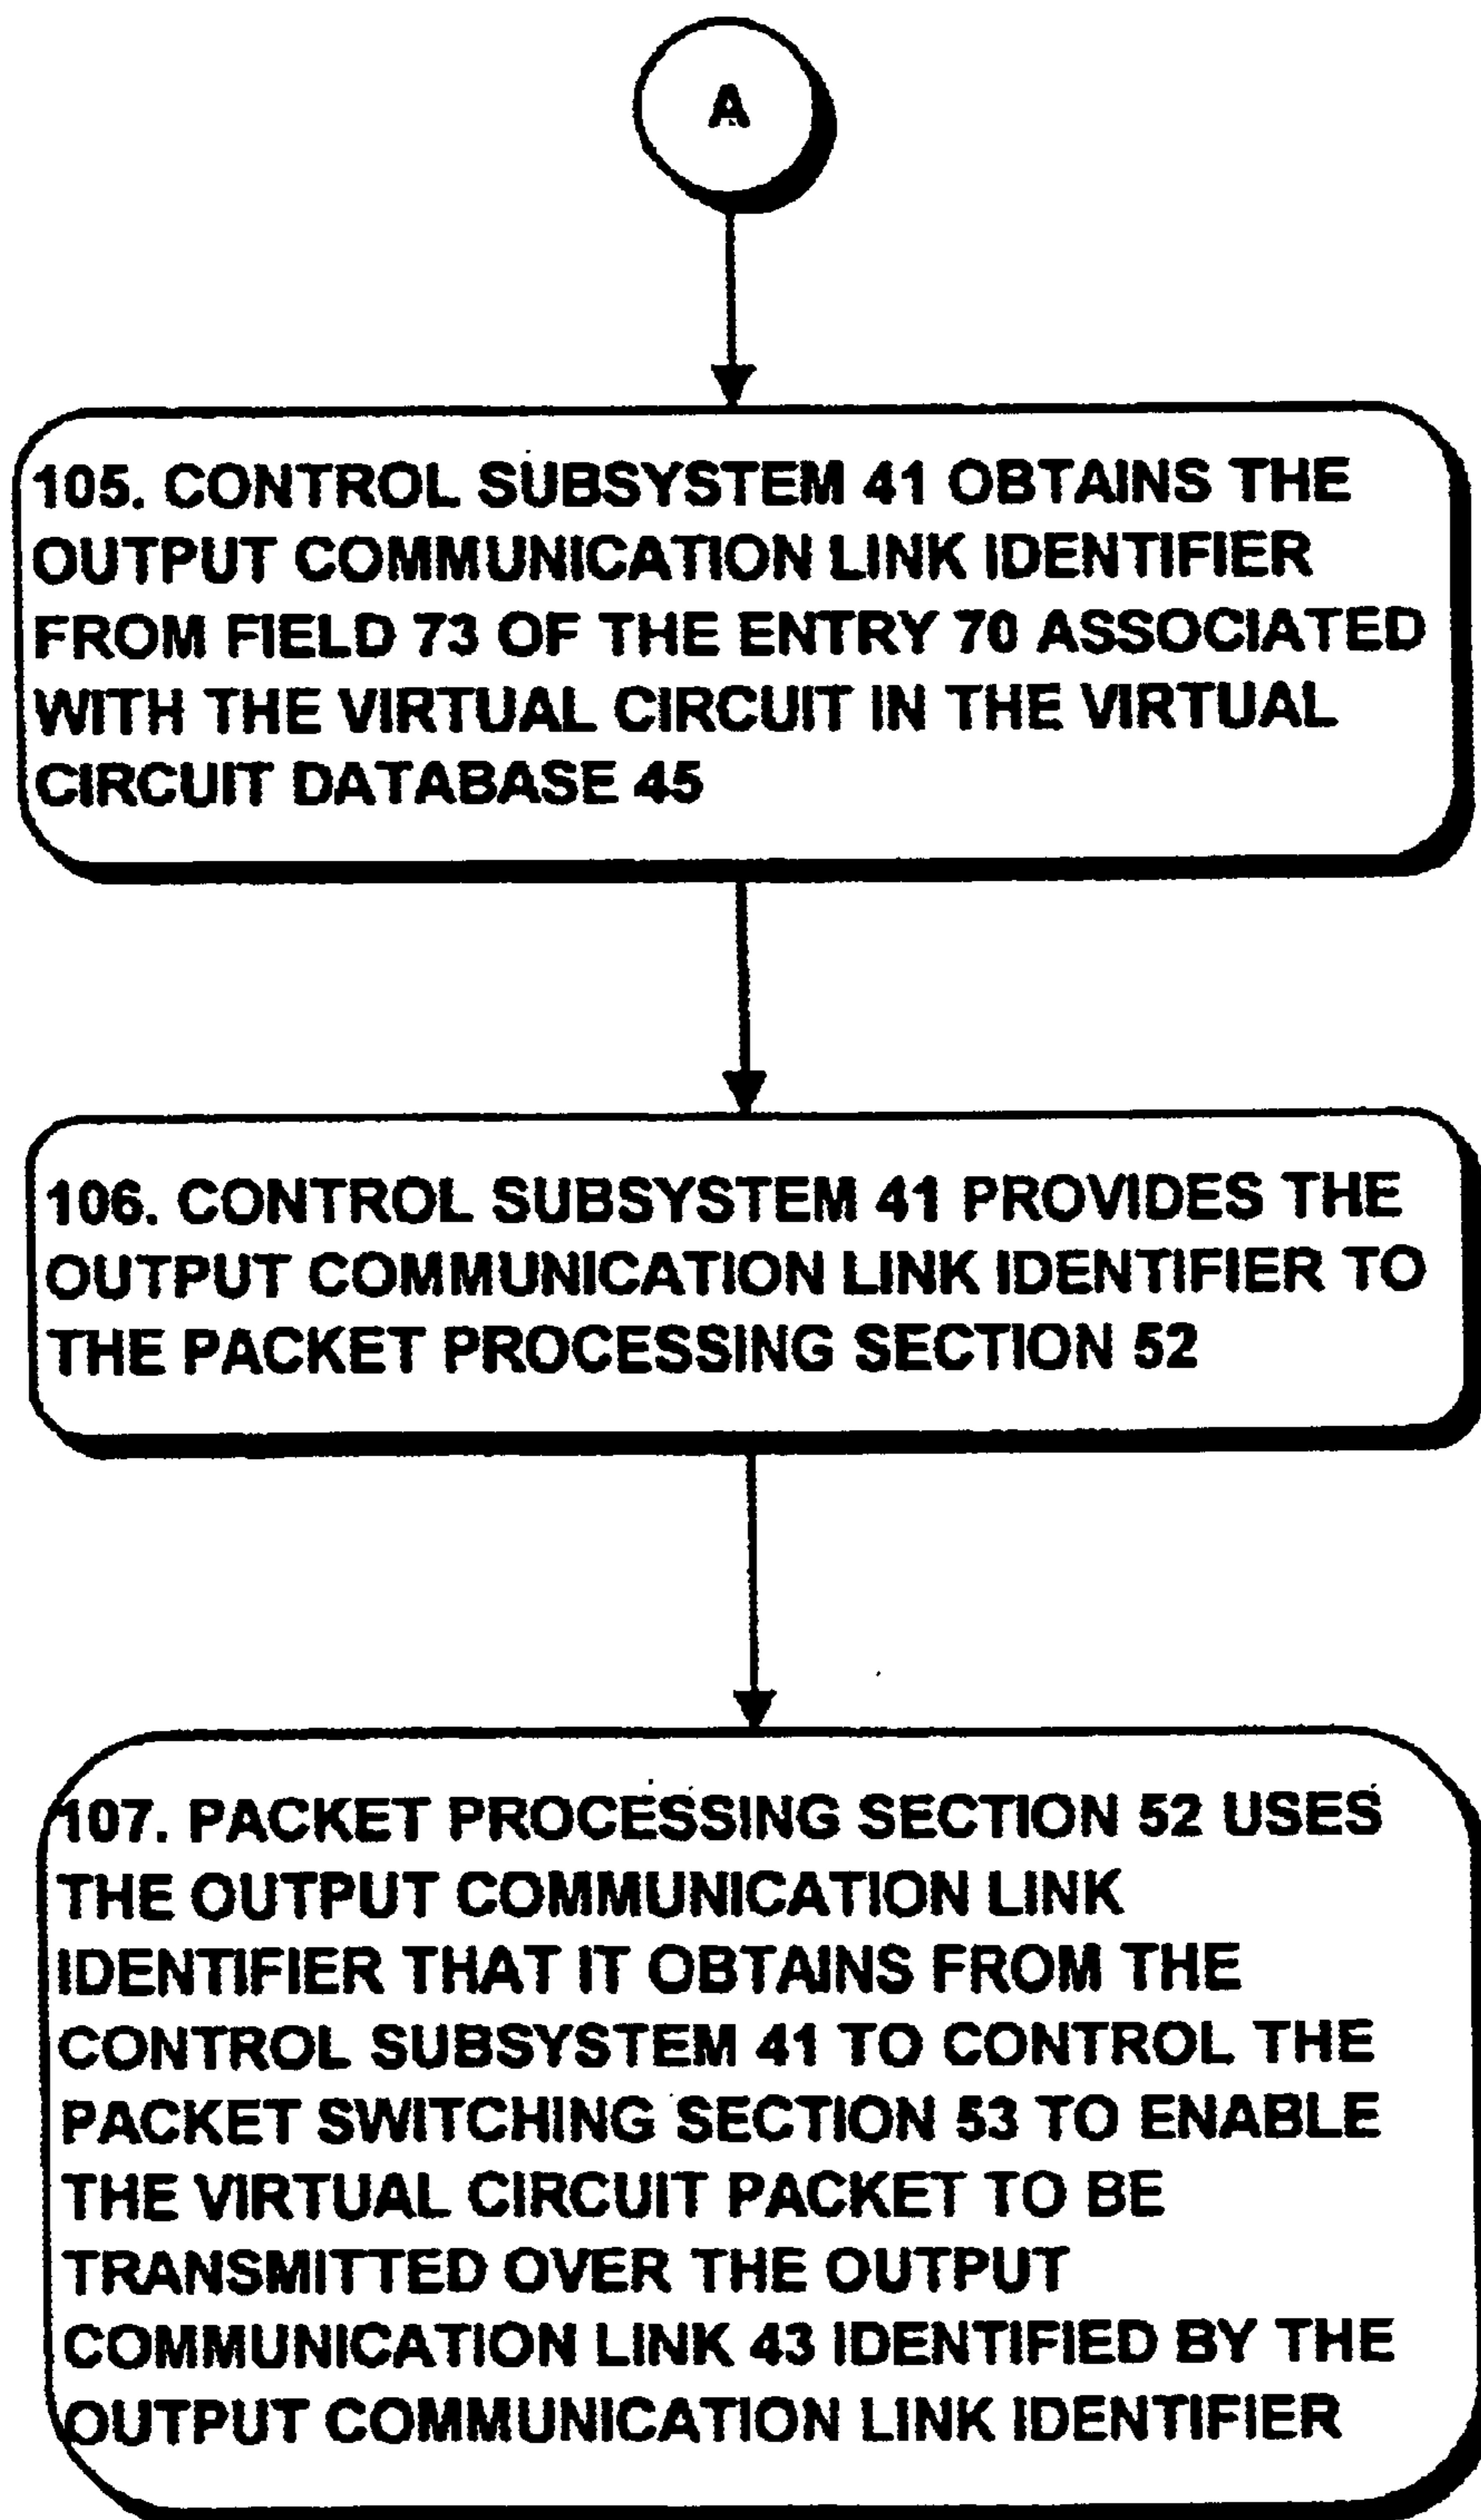 A
105. CONTROL SUBSYSTEM 41 OBTAINS THE
OUTPUT COMMUNICATION LINK IDENTIFIER
FROM FIELD 73 OF THE ENTRY 70 ASSOCIATED
WITH THE VIRTUAL CIRCUIT IN THE VIRTUAL
CIRCUIT DATABASE 45
106. CONTROL SUBSYSTEM 41 PROVIDES THE
OUTPUT COMMUNICATION LINK IDENTIFIER TO
THE PACKET PROCESSING SECTION 52
107. PACKET PROCESSING SECTION 52 USES
THE OUTPUT COMMUNICATION LINK
IDENTIFIER THAT IT OBTAINS FROM THE
CONTROL SUBSYSTEM 41 TO CONTROL THE
PACKET SWITCHING SECTION 53 TO ENABLE
THE VIRTUAL CIRCUIT PACKET TO BE
TRANSMITTED OVER THE OUTPUT
COMMUNICATION LINK 43 IDENTIFIED BY THE
OUTPUT COMMUNICATION LINK IDENTIFIER